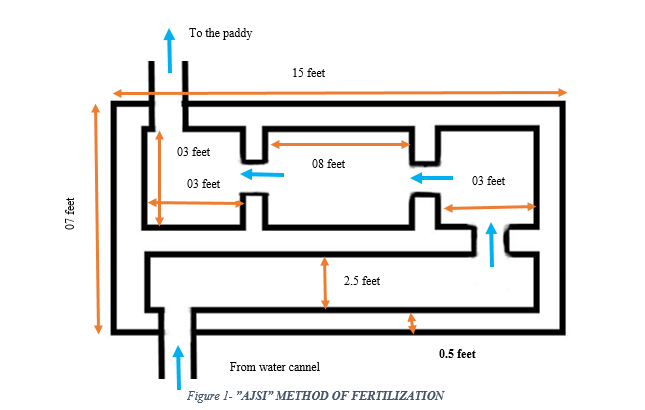 To the paddy
15 feet
03 feet
08 feet
03 feet
03 feet
07 feet
2.5 feet
0.5 feet
From water cannel
Figure 1- ”AJSI” METHOD OF FERTILIZATION